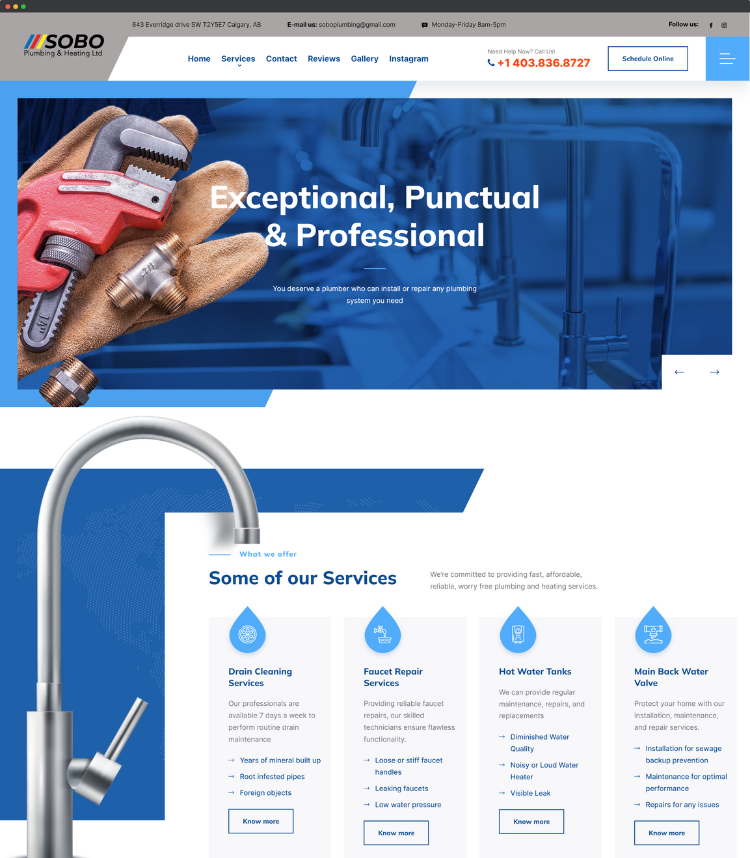 643 Everridge drive SW T2Y5E7 Calgary, AB
E-mail us: soboplumbing@gmail.com
Monday-Friday 8am-5pm
Follow us:
SOBO
Plumbing & Heating Ltd
Home
Services
Contact
Reviews
Gallery
Instagram
Need Help Now? Call Us!
+1 403.836.8727
Schedule Online
Exceptional, Punctual
& Professional
You deserve a plumber who can install or repair any plumbing
system you need
What we offer
Some of our Services
We're committed to providing fast, affordable,
reliable, worry free plumbing and heating services.
Drain Cleaning
Services
Our professionals are
available 7 days a week to
perform routine drain
maintenance
Years of mineral built up
Root infested pipes
Foreign objects
Know more
Faucet Repair
Services
Providing reliable faucet
repairs, our skilled
technicians ensure flawless
functionality.
Loose or stiff faucet
handles
Leaking faucets
Low water pressure
Know more
Hot Water Tanks
We can provide regular
maintenance, repairs, and
replacements
Diminished Water
Quality
Noisy or Loud Water
Heater
Visible Leak
Know more
Main Back Water
Valve
Protect your home with our
installation, maintenance,
and repair services.
Installation for sewage
backup prevention
Maintenance for optimal
performance
Repairs for any issues
Know more